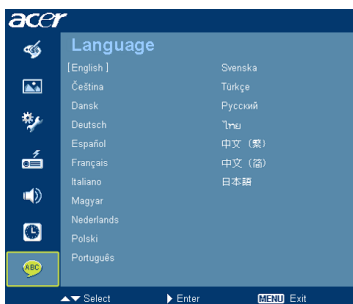 acer
Language
[ English ]
Čeština
Dansk
Deutsch
Español
Français
Italiano
Magyar
Nederlands
Polski
Português
Svenska
Türkçe
Русский
ไทย
中文 (繁)
中文 (简)
日本語
ABC
Select
Enter
MENU Exit